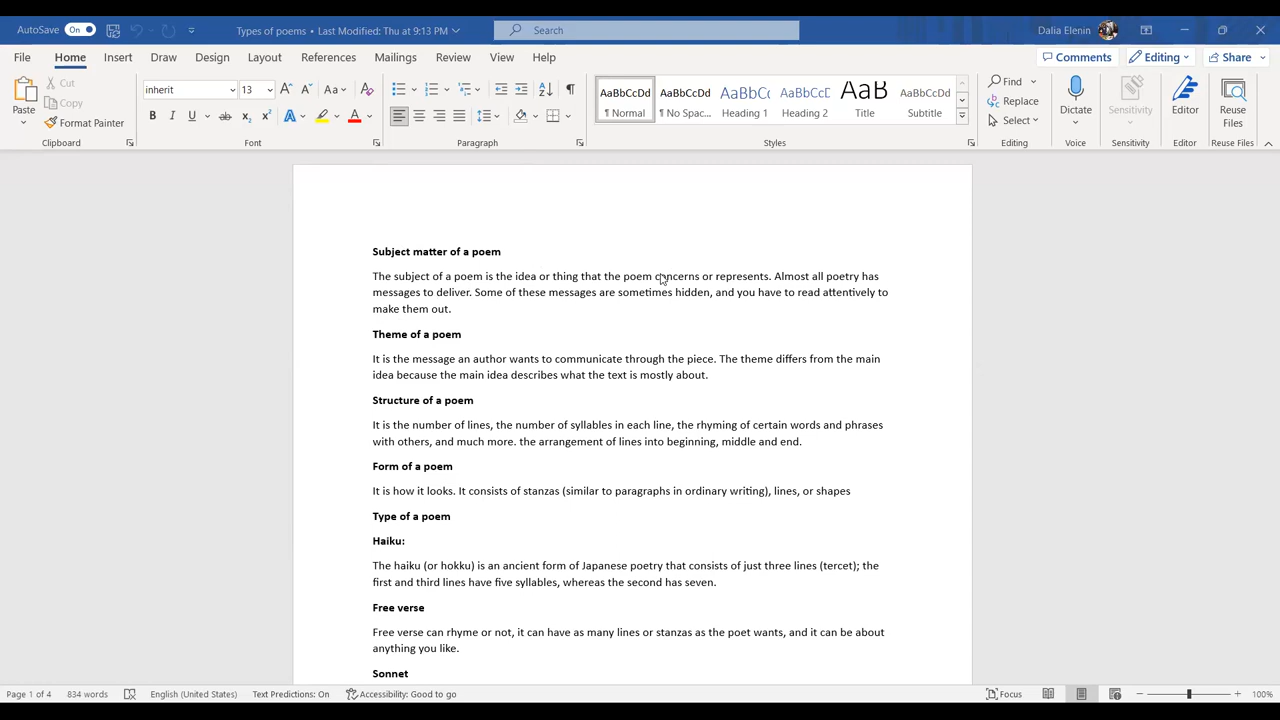 AutoSave On Types of poems • Last Modified: Thu at 9:13 PM Search Dalia Elenin
File Home Insert Draw Design Layout References Mailings Review View Help Comments Editing Share
Paste Cut Copy Format Painter Clipboard
inherit 13 Aa Font
Paragraph
AaBbCcDd ¶ Normal AaBbCcDd ¶ No Spac... AaBbCc Heading 1 AaBbCcE Heading 2 AaB Title AaBbCcDd Subtitle Styles
Find Replace Select Editing
Dictate Voice
Sensitivity Sensitivity
Editor Editor
Reuse Files Reuse Files
Subject matter of a poem
The subject of a poem is the idea or thing that the poem concerns or represents. Almost all poetry has
messages to deliver. Some of these messages are sometimes hidden, and you have to read attentively to
make them out.
Theme of a poem
It is the message an author wants to communicate through the piece. The theme differs from the main
idea because the main idea describes what the text is mostly about.
Structure of a poem
It is the number of lines, the number of syllables in each line, the rhyming of certain words and phrases
with others, and much more. the arrangement of lines into beginning, middle and end.
Form of a poem
It is how it looks. It consists of stanzas (similar to paragraphs in ordinary writing), lines, or shapes
Type of a poem
Haiku:
The haiku (or hokku) is an ancient form of Japanese poetry that consists of just three lines (tercet); the
first and third lines have five syllables, whereas the second has seven.
Free verse
Free verse can rhyme or not, it can have as many lines or stanzas as the poet wants, and it can be about
anything you like.
Sonnet
Page 1 of 4 834 words English (United States) Text Predictions: On Accessibility: Good to go Focus 100%